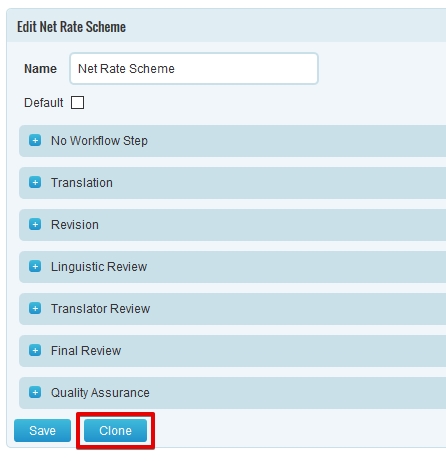 Edit Net Rate Scheme
Name Net Rate Scheme
Default
No Workflow Step
Translation
Revision
Linguistic Review
Translator Review
Final Review
Quality Assurance
Save Clone